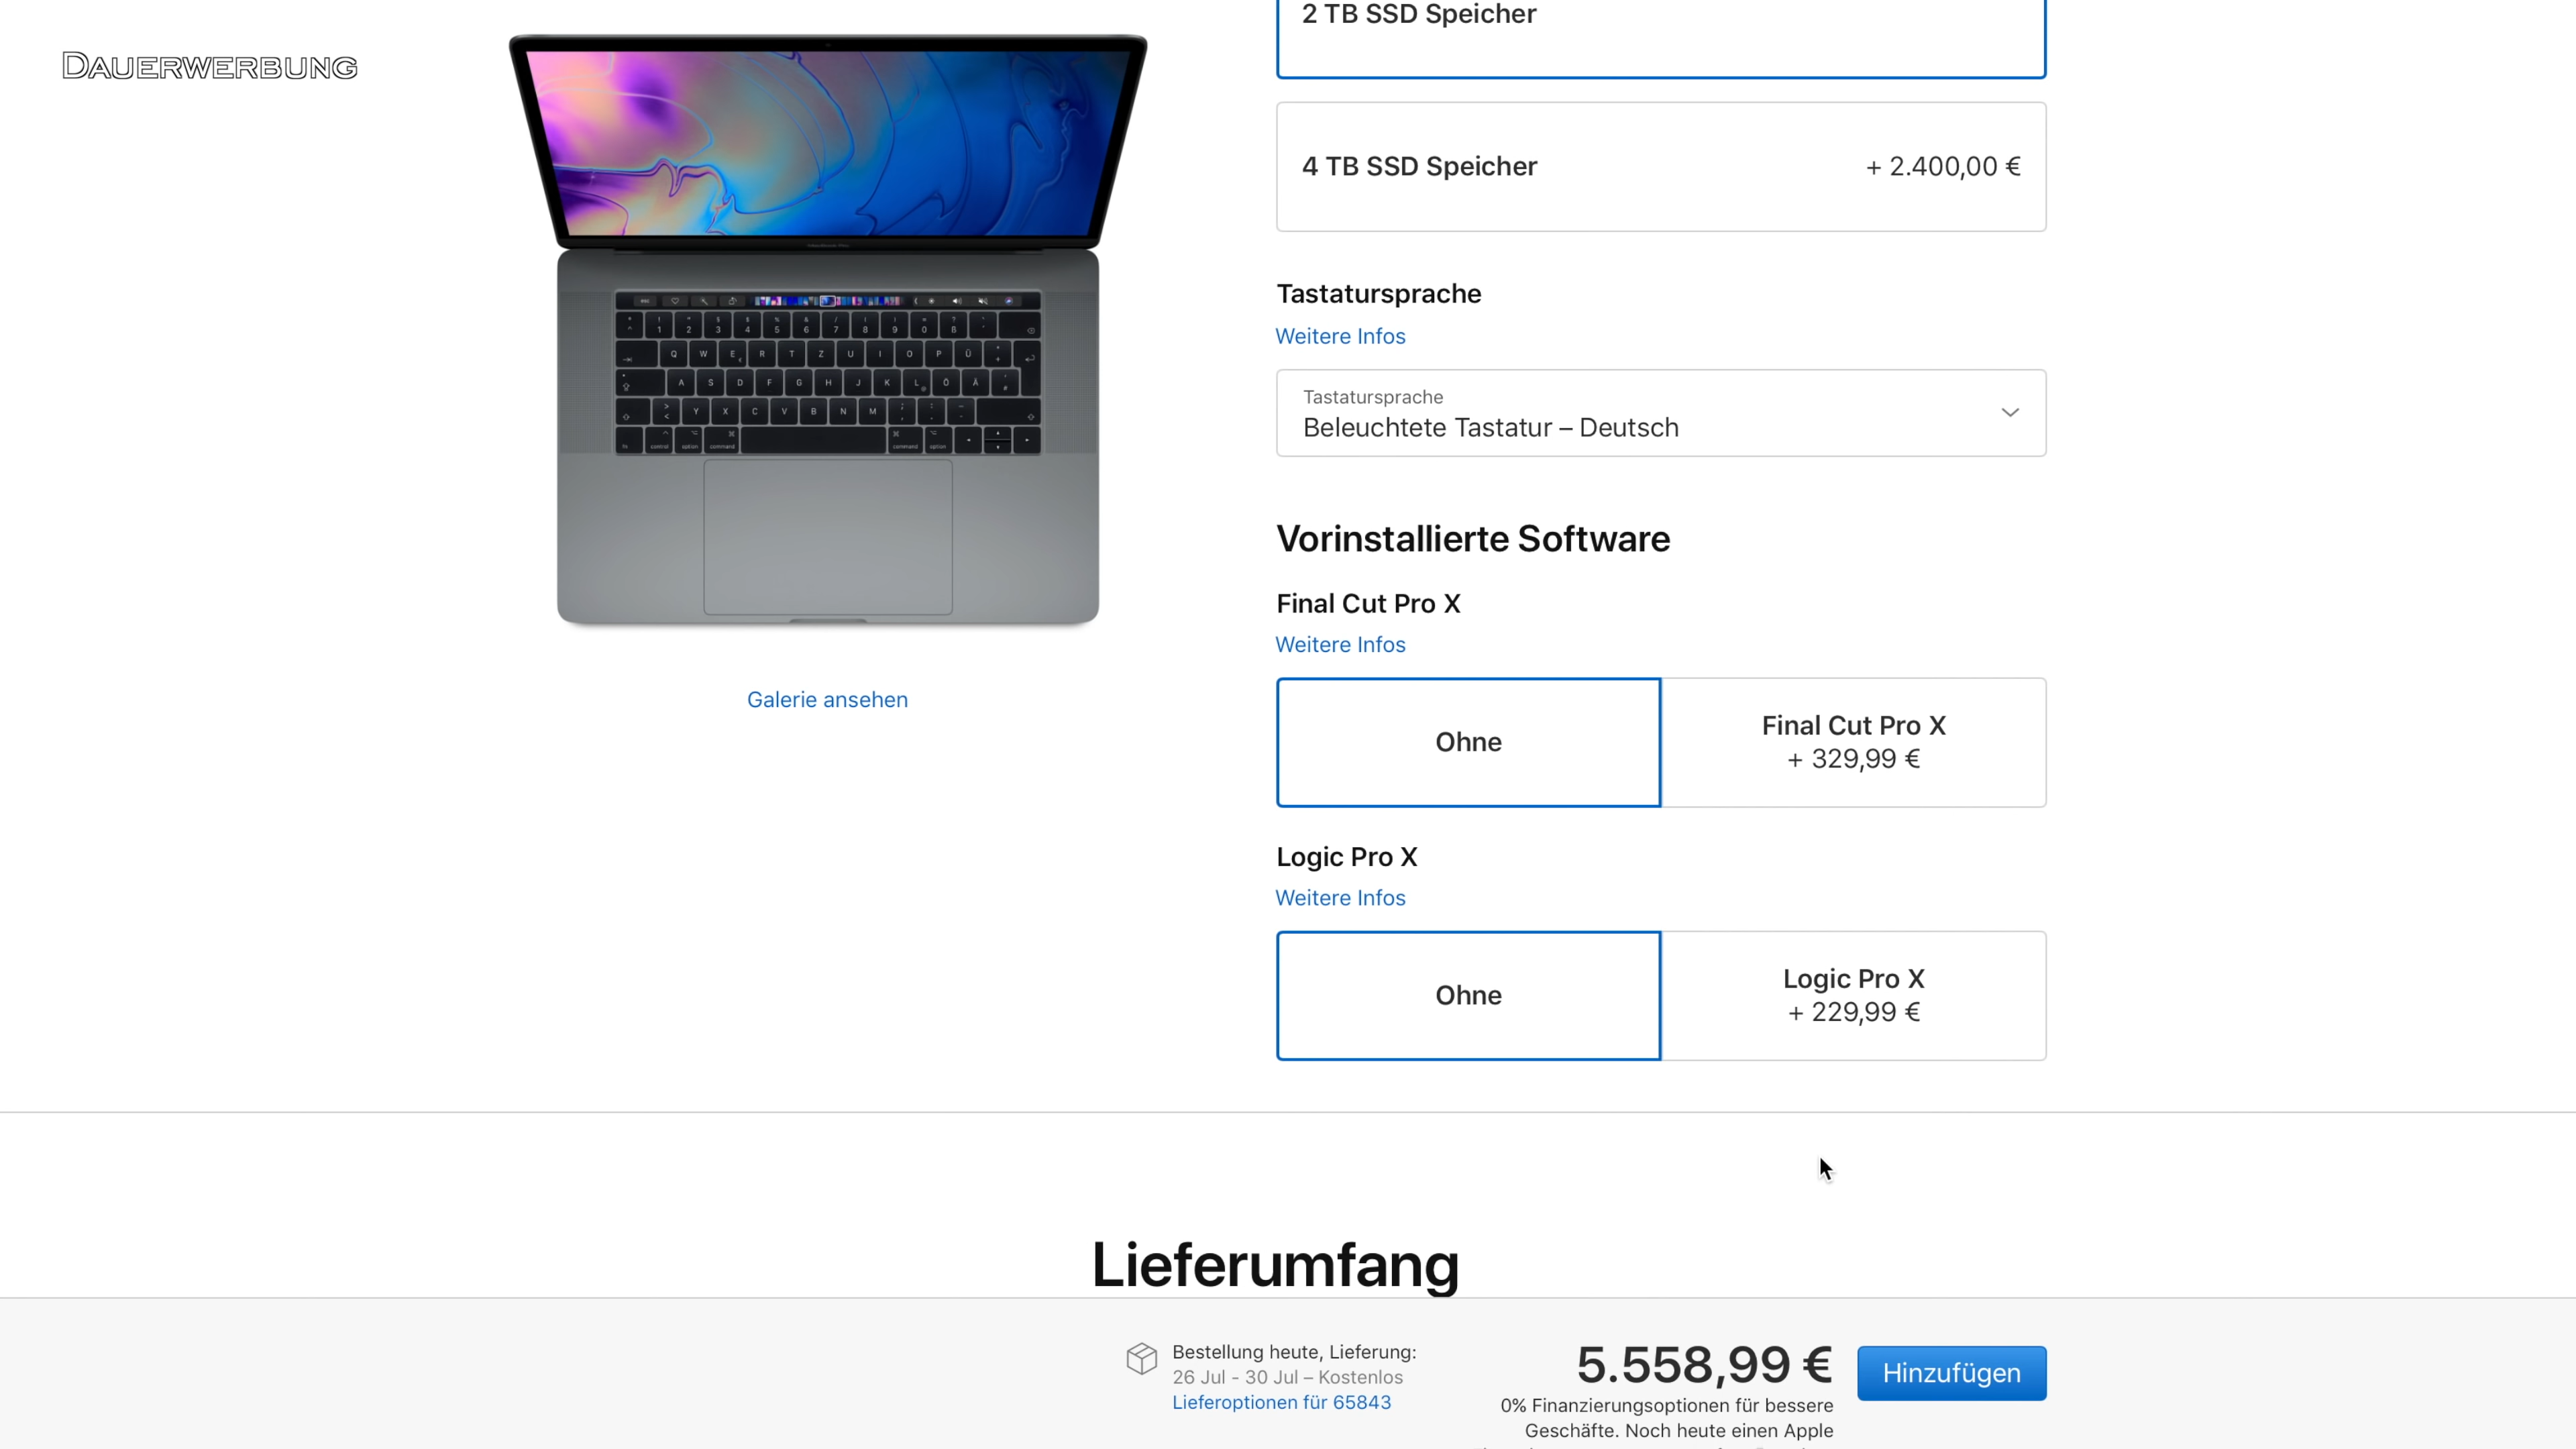 DAUERWERBUNG
2 TB SSD Speicher
4 TB SSD Speicher
+ 2.400,00 €
Tastatursprache
Weitere Infos
Tastatursprache
Beleuchtete Tastatur – Deutsch
Vorinstallierte Software
Final Cut Pro X
Weitere Infos
Ohne
Final Cut Pro X
+ 329,99 €
Galerie ansehen
Logic Pro X
Weitere Infos
Ohne
Logic Pro X
+ 229,99 €
Lieferumfang
Bestellung heute, Lieferung:
26 Jul - 30 Jul – Kostenlos
Lieferoptionen für 65843
5.558,99 €
0% Finanzierungsoptionen für bessere
Geschäfte. Noch heute einen Apple
Hinzufügen